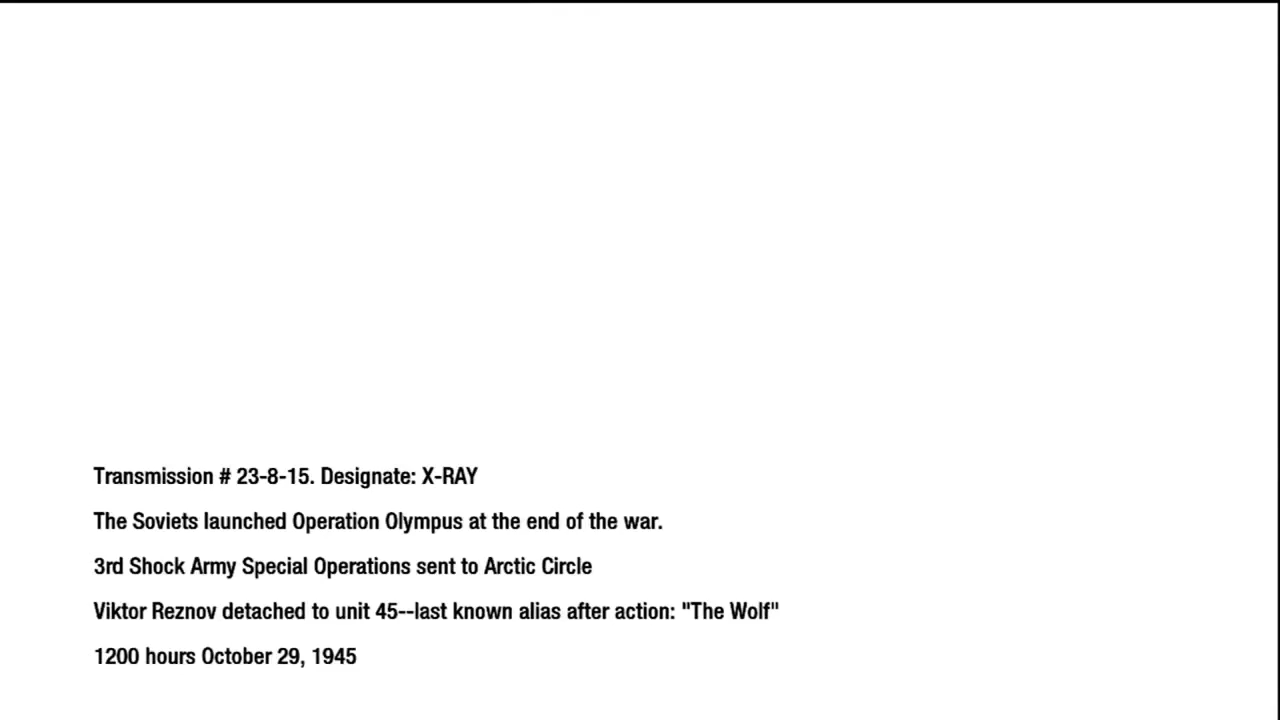 Transmission # 23-8-15. Designate: X-RAY
The Soviets launched Operation Olympus at the end of the war.
3rd Shock Army Special Operations sent to Arctic Circle
Viktor Reznov detached to unit 45--last known alias after action: "The Wolf"
1200 hours October 29, 1945